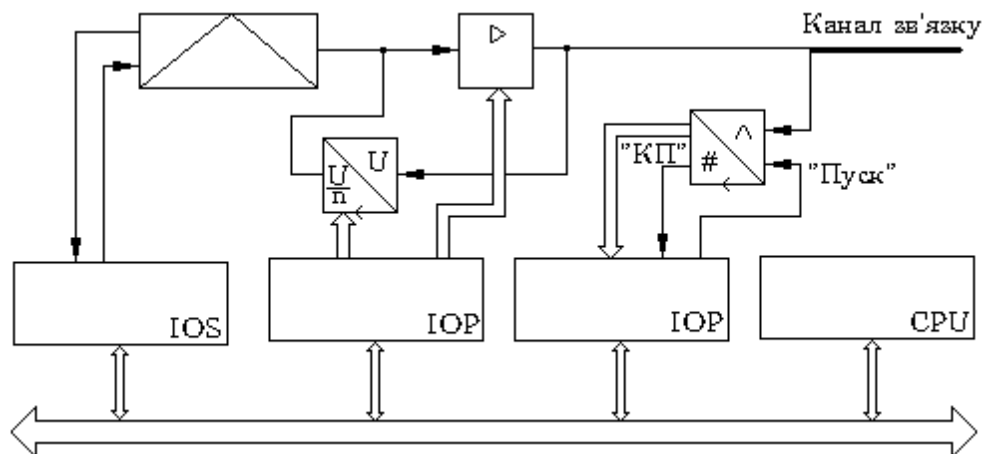 Канал зв'язку
U
U
n
"КП"
#
^
"Пуск"
IOS
IOP
IOP
CPU